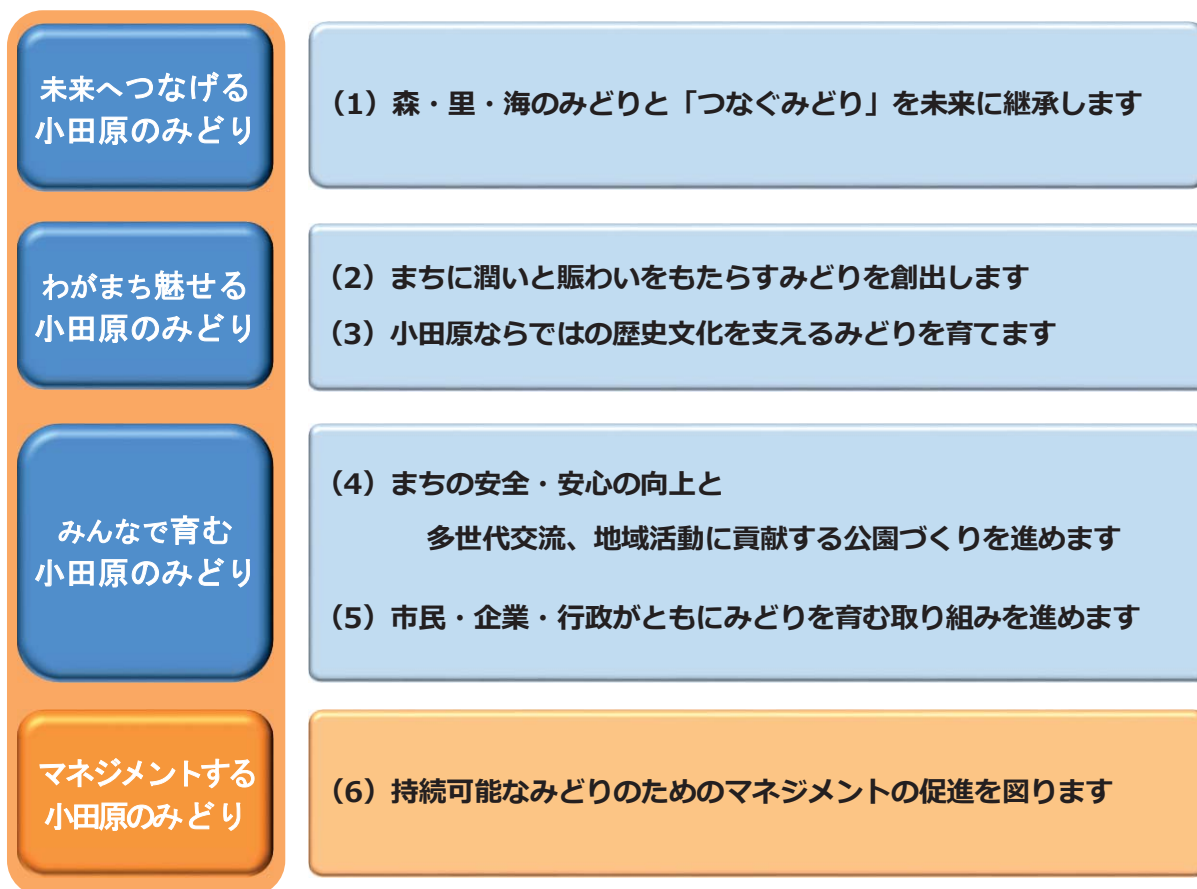 未来へつなげる
小田原のみどり
（1）森・里・海のみどりと「つなぐみどり」を未来に継承します
わがまち魅せる
小田原のみどり
（2）まちに潤いと賑わいをもたらすみどりを創出します
（3）小田原ならではの歴史文化を支えるみどりを育てます
みんなで育む
小田原のみどり
（4）まちの安全・安心の向上と
多世代交流、地域活動に貢献する公園づくりを進めます
（5）市民・企業・行政がともにみどりを育む取り組みを進めます
マネジメントする
小田原のみどり
（6）持続可能なみどりのためのマネジメントの促進を図ります